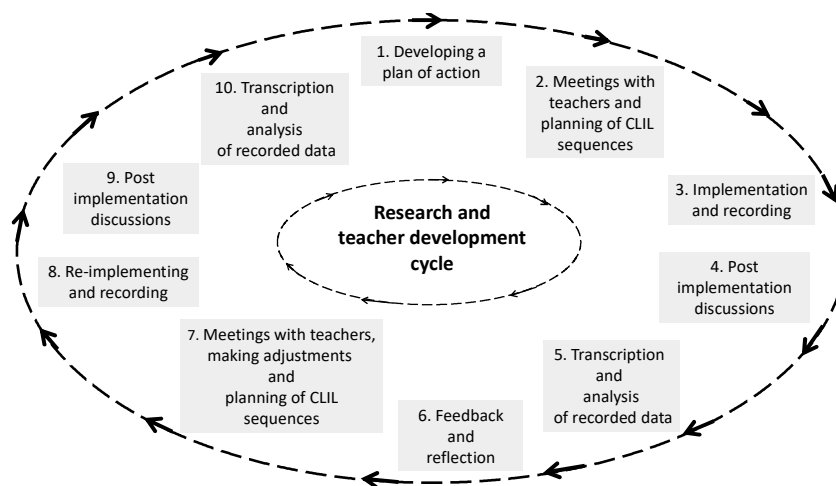 1. Developing a
plan of action
2. Meetings with
teachers and
planning of CLIL
sequences
3. Implementation
and recording
4. Post
implementation
discussions
5. Transcription
and
analysis
of recorded data
6. Feedback
and
reflection
7. Meetings with teachers,
making adjustments
and
planning of CLIL
sequences
8. Re-implementing
and recording
9. Post
implementation
discussions
10. Transcription
and
analysis
of recorded data
Research and
teacher development
cycle